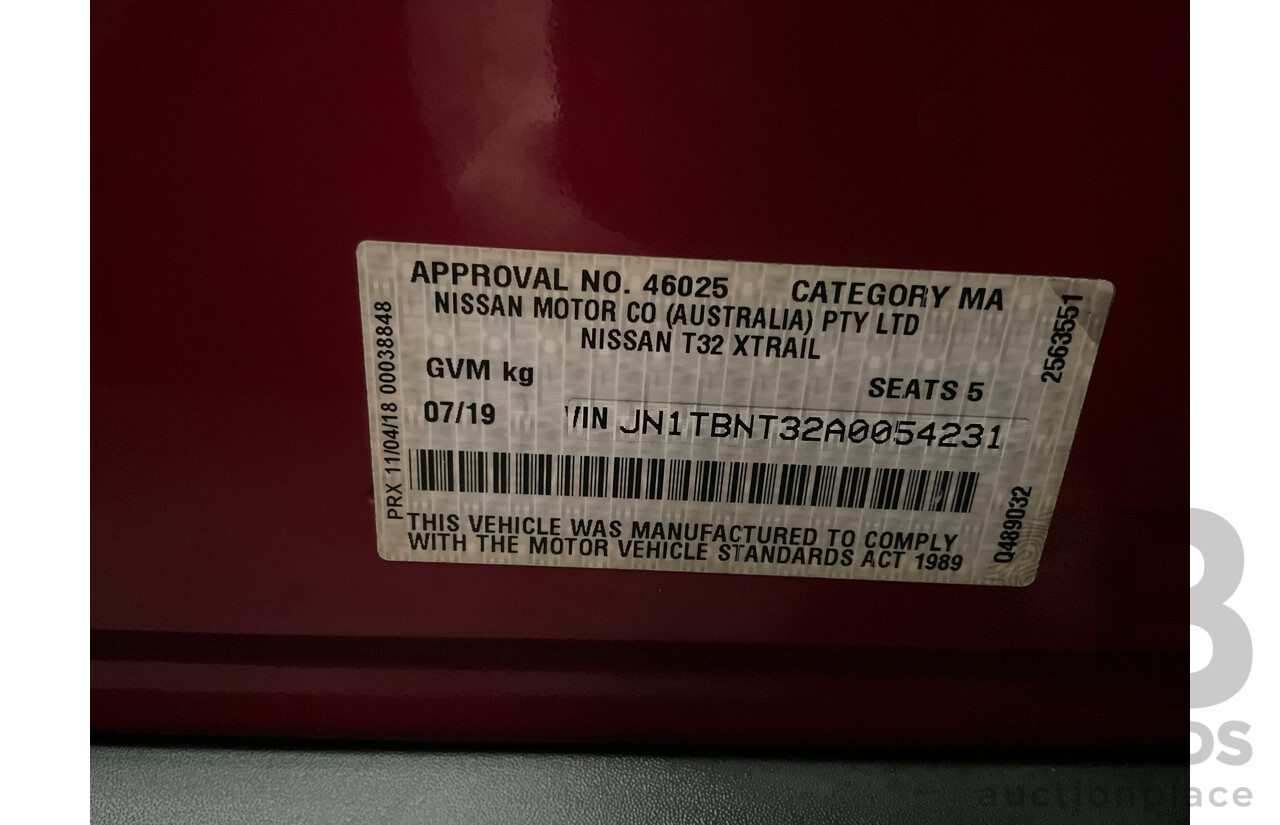 APPROVAL NO. 46025 CATEGORY MA
NISSAN MOTOR CO (AUSTRALIA) PTY LTD
NISSAN T32 XTRAIL
GVM kg SEATS 5
07/19 VIN JN1TBNT32A0054231
THIS VEHICLE WAS MANUFACTURED TO COMPLY
WITH THE MOTOR VEHICLE STANDARDS ACT 1989
PRX 11/04/18 00038848
2563551
Q489032
auctionplace